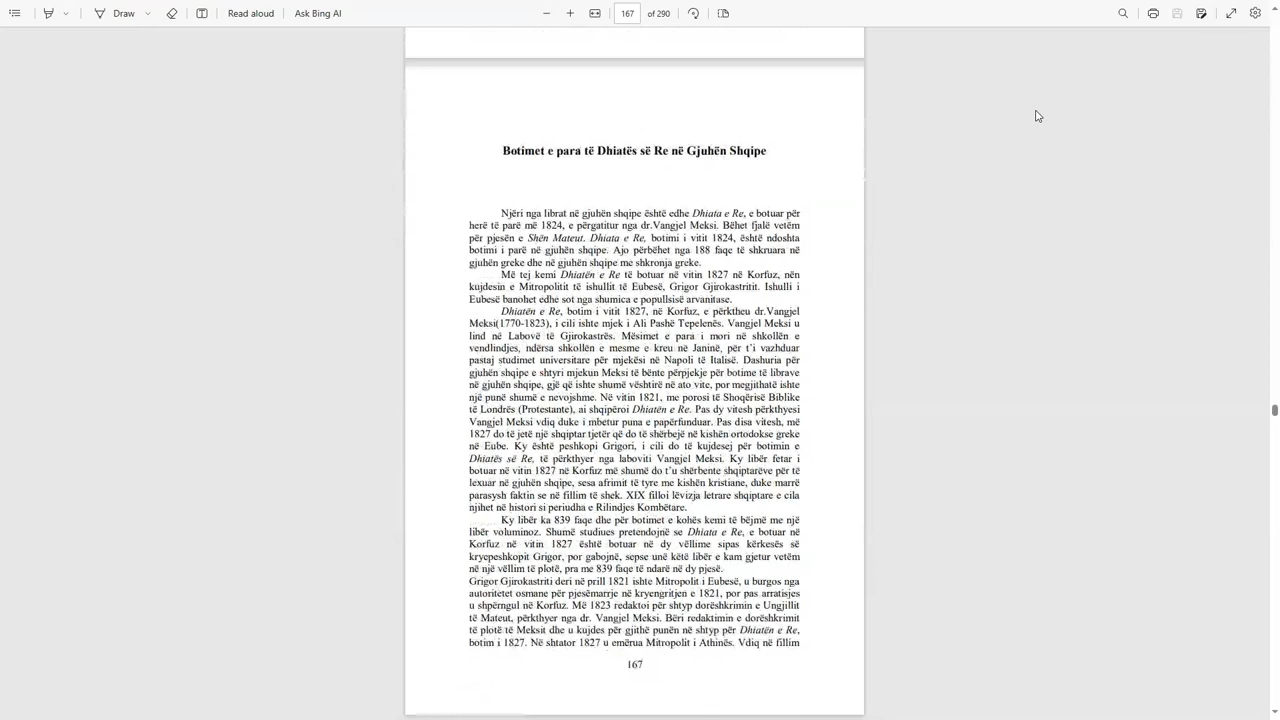 Draw
Read aloud
Ask Bing AI
167
of 290
Botimet e para të Dhiatës së Re në Gjuhën Shqipe
Njëri nga librat në gjuhën shqipe është edhe Dhiata e Re, e botuar për
herë të parë më 1824, e përgatitur nga dr.Vangjel Meksi. Bëhet fjalë vetëm
për pjesën e Shën Mateut. Dhiata e Re, botimi i vitit 1824, është ndoshta
botimi i parë në gjuhën shqipe. Ajo përbëhet nga 188 faqe të shkruara në
gjuhën greke dhe në gjuhën shqipe me shkronja greke.
Më tej kemi Dhiatën e Re të botuar në vitin 1827 në Korfuz, nën
kujdesin e Mitropolitit të ishullit të Eubesë, Grigor Gjirokastritit. Ishulli i
Eubesë banohet edhe sot nga shumica e popullsisë arvanitase.
Dhiatën e Re, botim i vitit 1827, në Korfuz, e përktheu dr.Vangjel
Meksi(1770-1823), i cili ishte mjek i Ali Pashë Tepelenës. Vangjel Meksi u
lind në Labovë të Gjirokastrës. Mësimet e para i mori në shkollën e
vendlindjes, ndërsa shkollën e mesme e kreu në Janinë, për t’i vazhduar
pastaj studimet universitare për mjekësi në Napoli të Italisë. Dashuria për
gjuhën shqipe e shtyri mjekun Meksi të bënte përpjekje për botime të librave
në gjuhën shqipe, gjë që ishte shumë vështirë në ato vite, por megjithatë ishte
një punë shumë e nevojshme. Në vitin 1821, me porosi të Shoqërisë Biblike
të Londrës (Protestante), ai shqipëroi Dhiatën e Re. Pas dy vitesh përkthyesi
Vangjel Meksi vdiq duke i mbetur puna e papërfunduar. Pas disa vitesh, më
1827 do të jetë një shqiptar tjetër që do të shërbejë në kishën ortodokse greke
në Eube. Ky është peshkopi Grigori, i cili do të kujdesej për botimin e
Dhiatës së Re, të përkthyer nga laboviti Vangjel Meksi. Ky libër fetar i
botuar në vitin 1827 në Korfuz më shumë do t’u shërbente shqiptarëve për të
lexuar në gjuhën shqipe, sesa afrimit të tyre me kishën kristiane, duke marrë
parasysh faktin se në fillim të shek. XIX filloi lëvizja letrare shqiptare e cila
njihet në histori si periudha e Rilindjes Kombëtare.
Ky libër ka 839 faqe dhe për botimet e kohës kemi të bëjmë me një
libër voluminoz. Shumë studiues pretendojnë se Dhiata e Re, e botuar në
Korfuz në vitin 1827 është botuar në dy vëllime sipas kërkesës së
kryepeshkopit Grigor, por gabojnë, sepse unë këtë libër e kam gjetur vetëm
në një vëllim të plotë, pra me 839 faqe të ndarë në dy pjesë.
Grigor Gjirokastriti deri në prill 1821 ishte Mitropolit i Eubesë, u burgos nga
autoritetet osmane për pjesëmarrje në kryengritjen e 1821, por pas arratisjes
u shpërngul në Korfuz. Më 1823 redaktoi për shtyp dorëshkrimin e Ungjillit
të Mateut, përkthyer nga dr. Vangjel Meksi. Bëri redaktimin e dorëshkrimit
të plotë të Meksit dhe u kujdes për gjithë punën në shtyp për Dhiatën e Re,
botim i 1827. Në shtator 1827 u emërua Mitropolit i Athinës. Vdiq në fillim
167